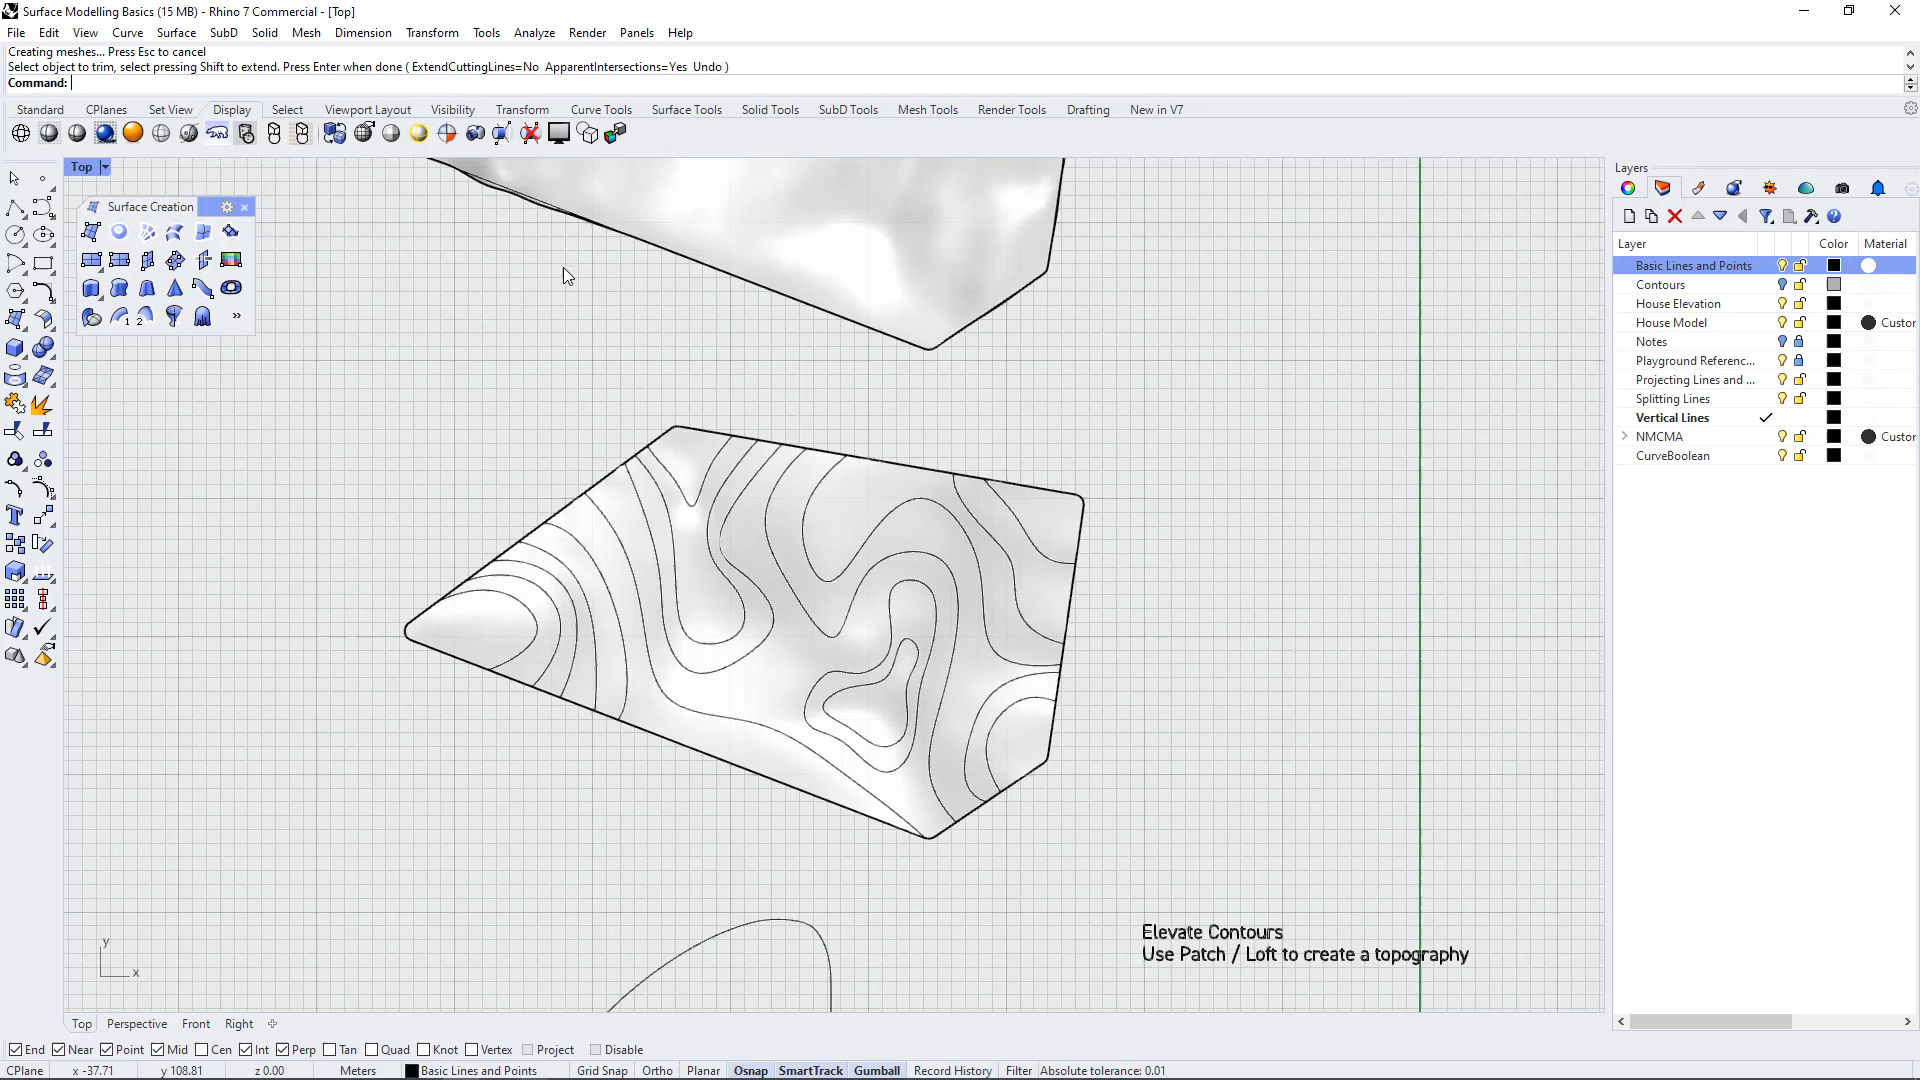 Surface Modelling Basics (15 MB) - Rhino 7 Commercial - [Top]
File Edit View Curve Surface SubD Solid Mesh Dimension Transform Tools Analyze Render Panels Help
Creating meshes... Press Esc to cancel
Select object to trim, select pressing Shift to extend. Press Enter when done ( ExtendCuttingLines=No ApparentIntersections=Yes Undo )
Command:
Standard CPlanes Set View Display Select Viewport Layout Visibility Transform Curve Tools Surface Tools Solid Tools SubD Tools Mesh Tools Render Tools Drafting New in V7
Top
Surface Creation
Layers
Layer Color Material
Basic Lines and Points
Contours
House Elevation
House Model Custor
Notes
Playground Referenc...
Projecting Lines and ...
Splitting Lines
Vertical Lines
NMCMA Custor
CurveBoolean
Elevate Contours
Use Patch / Loft to create a topography
y
x
Top Perspective Front Right
End Near Point Mid Cen Int Perp Tan Quad Knot Vertex Project Disable
CPlane x -37.71 y 108.81 z 0.00 Meters Basic Lines and Points Grid Snap Ortho Planar Osnap SmartTrack Gumball Record History Filter Absolute tolerance: 0.01